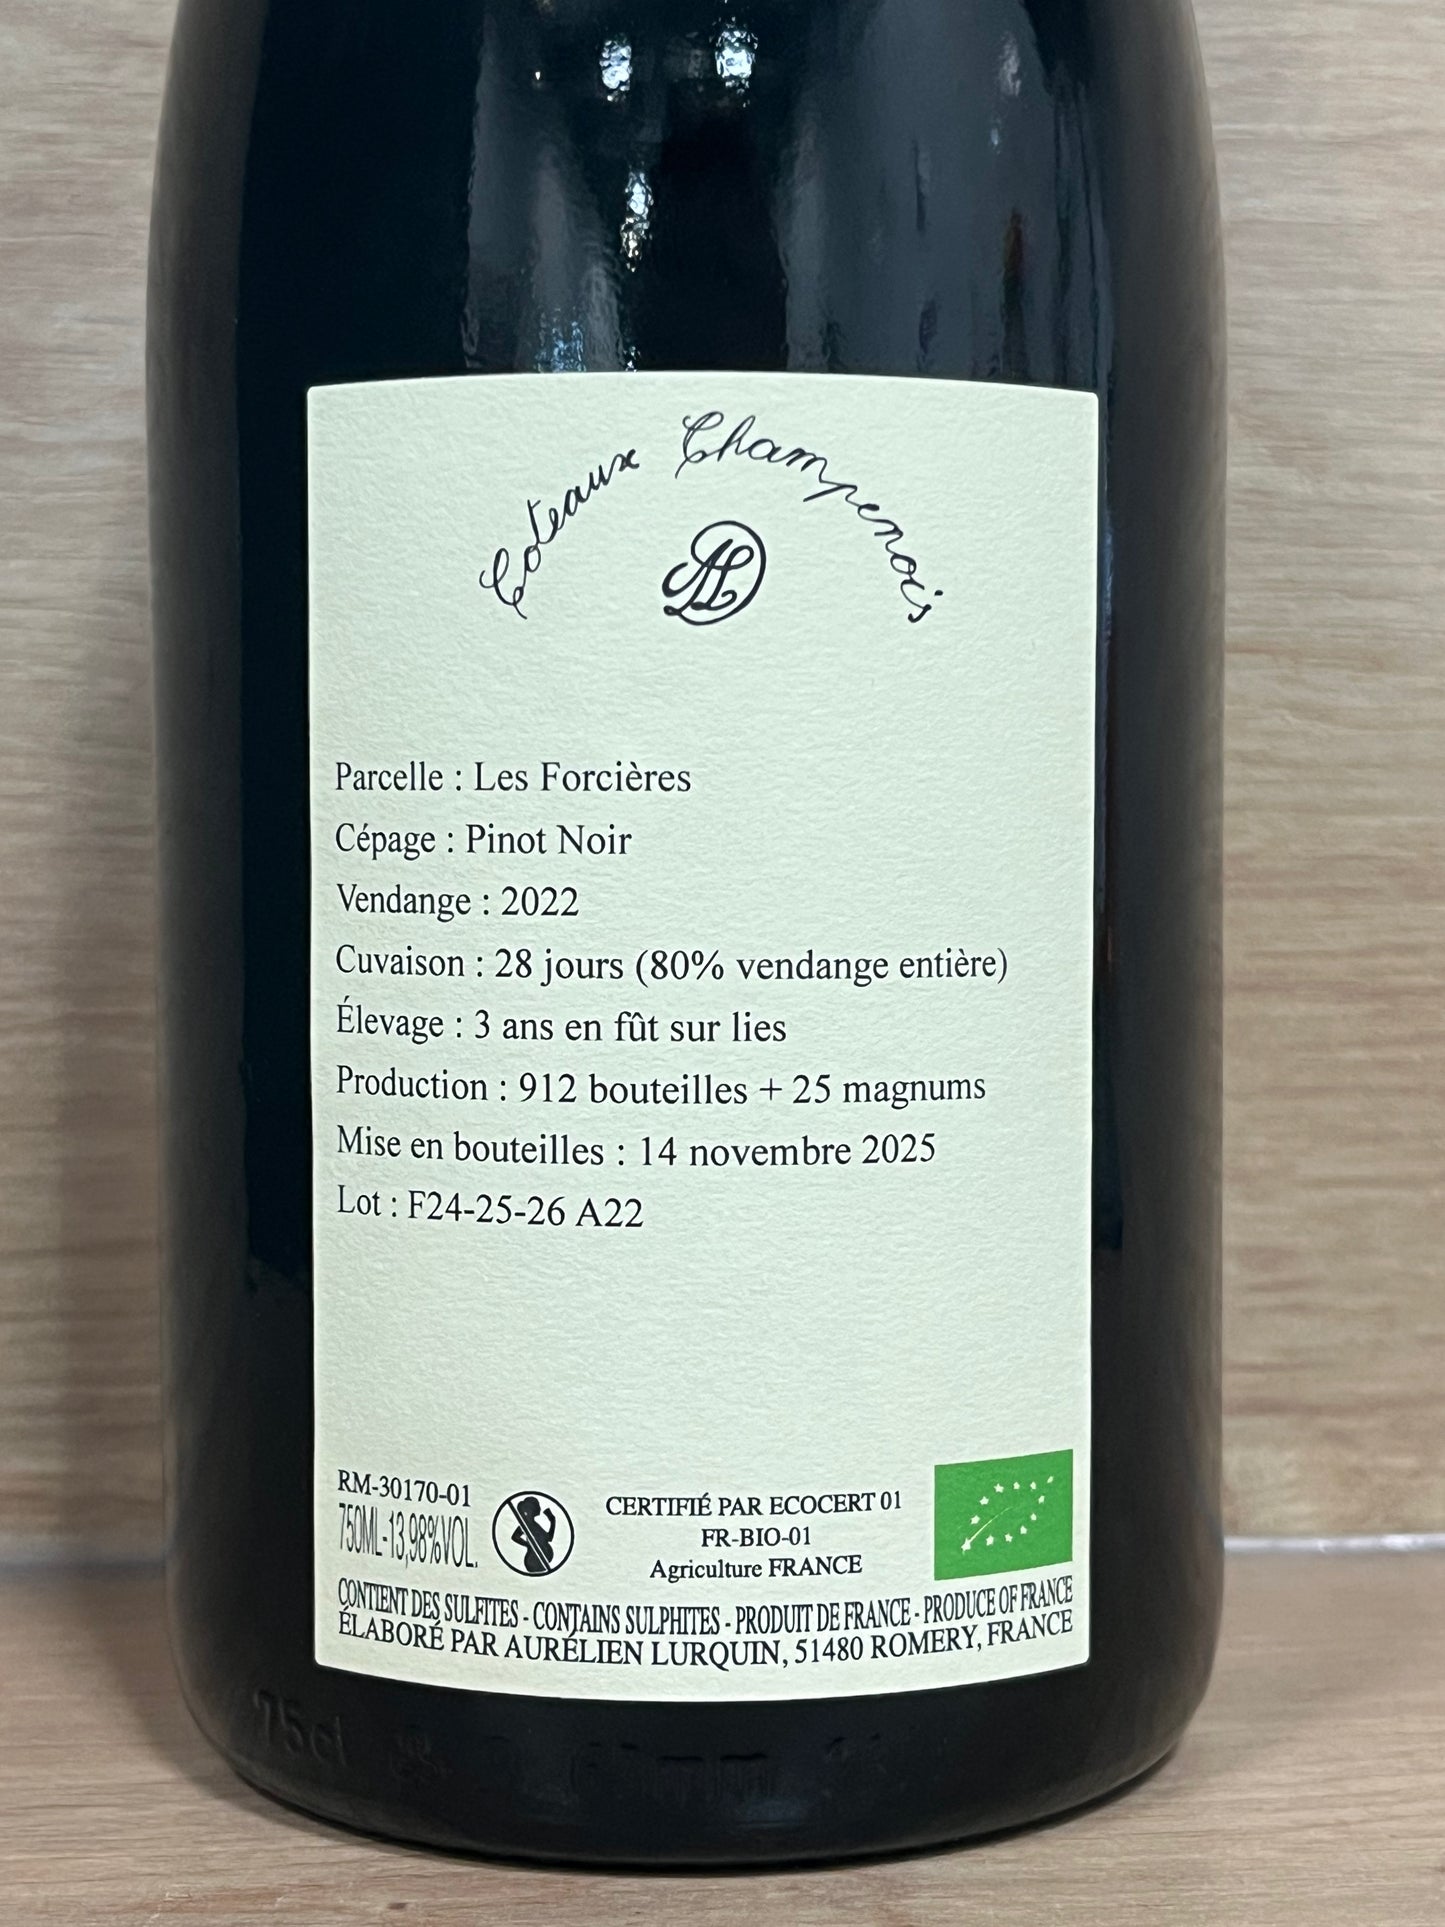 Coteaux Champenois
AL
Parcelle : Les Forcières
Cépage : Pinot Noir
Vendange : 2022
Cuvaison : 28 jours (80% vendange entière)
Élevage : 3 ans en fût sur lies
Production : 912 bouteilles + 25 magnums
Mise en bouteilles : 14 novembre 2025
Lot : F24-25-26 A22
RM-30170-01
750ML-13,98%VOL.
CERTIFIÉ PAR ECOCERT 01
FR-BIO-01
Agriculture FRANCE
CONTIENT DES SULFITES - CONTAINS SULPHITES - PRODUIT DE FRANCE - PRODUCE OF FRANCE
ÉLABORÉ PAR AURÉLIEN LURQUIN, 51480 ROMERY, FRANCE
75cl